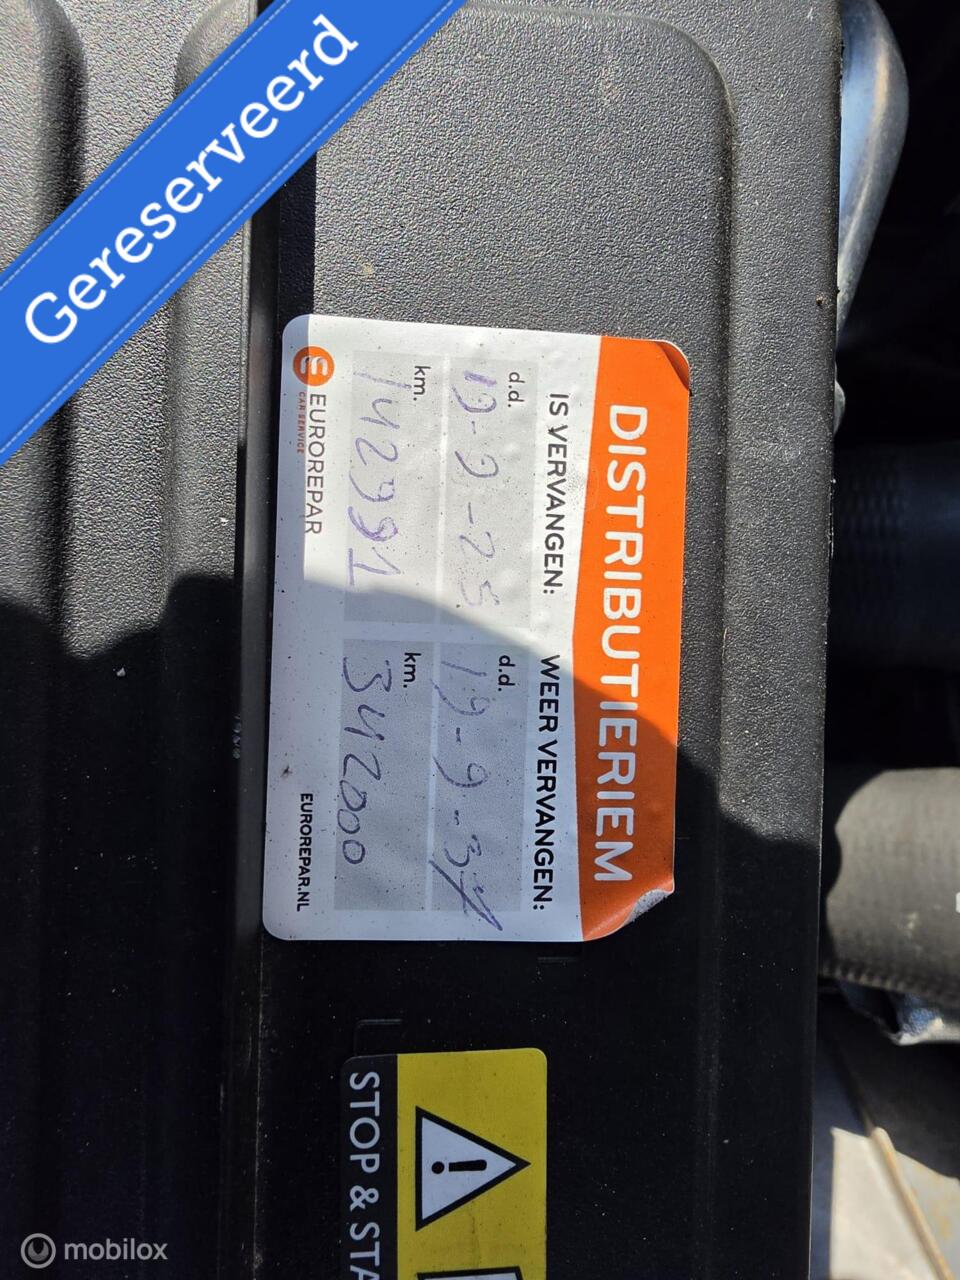 Gereserveerd
DISTRIBUTIERIEM
IS VERVANGEN:
WEER VERVANGEN:
d.d.
19-9-25
d.d.
19-9-34
km.
142991
km.
342000
EUROREPAR
CAR SERVICE
EUROREPAR.NL
STOP & STA
mobilox